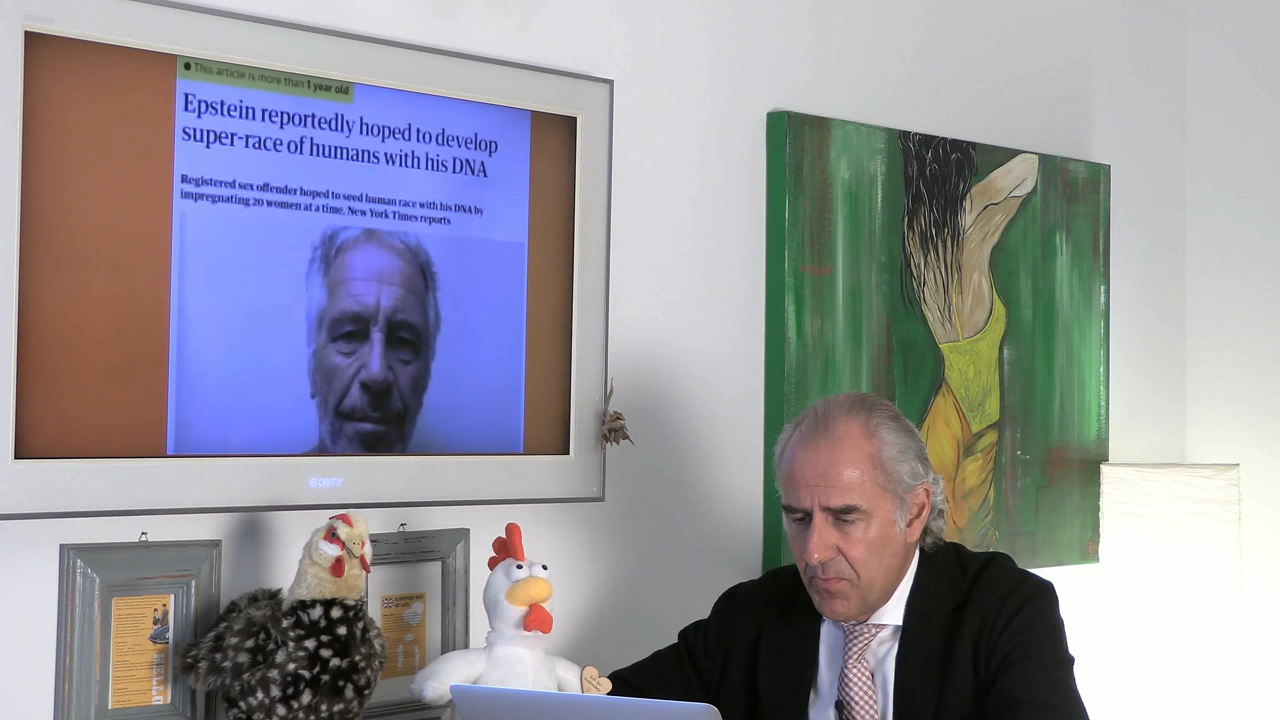 This article is more than 1 year old
Epstein reportedly hoped to develop
super-race of humans with his DNA
Registered sex offender hoped to seed human race with his DNA by
impregnating 20 women at a time, New York Times reports
SONY